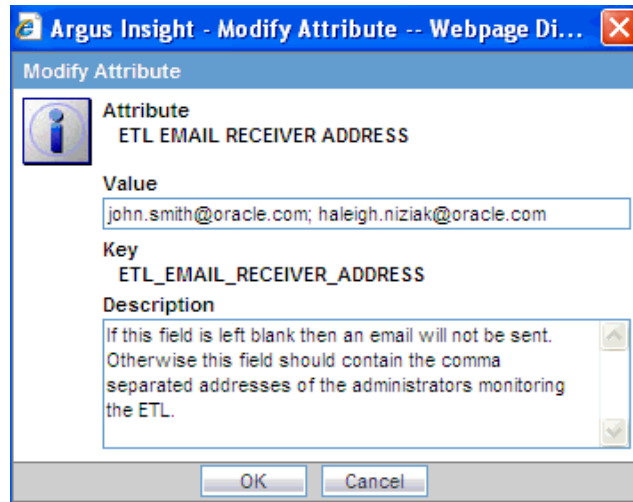 Argus Insight - Modify Attribute -- Webpage Di...
Modify Attribute
Attribute
ETL EMAIL RECEIVER ADDRESS
Value
john.smith@oracle.com; haleigh.niziak@oracle.com
Key
ETL_EMAIL_RECEIVER_ADDRESS
Description
If this field is left blank then an email will not be sent.
Otherwise this field should contain the comma
separated addresses of the administrators monitoring
the ETL.
OK Cancel